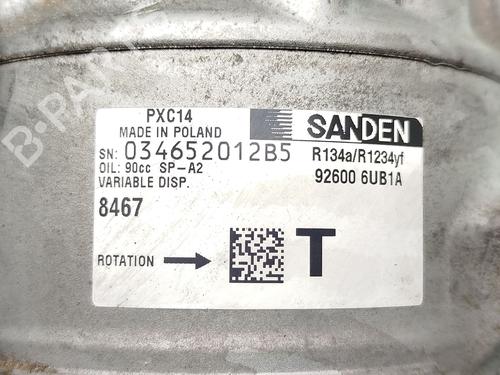 PXC14
MADE IN POLAND
SANDEN
SN: 034652012B5
R134a/R1234yf
OIL: 90cc SP-A2
92600 6UB1A
VARIABLE DISP.
8467
ROTATION
T
B-PARTS